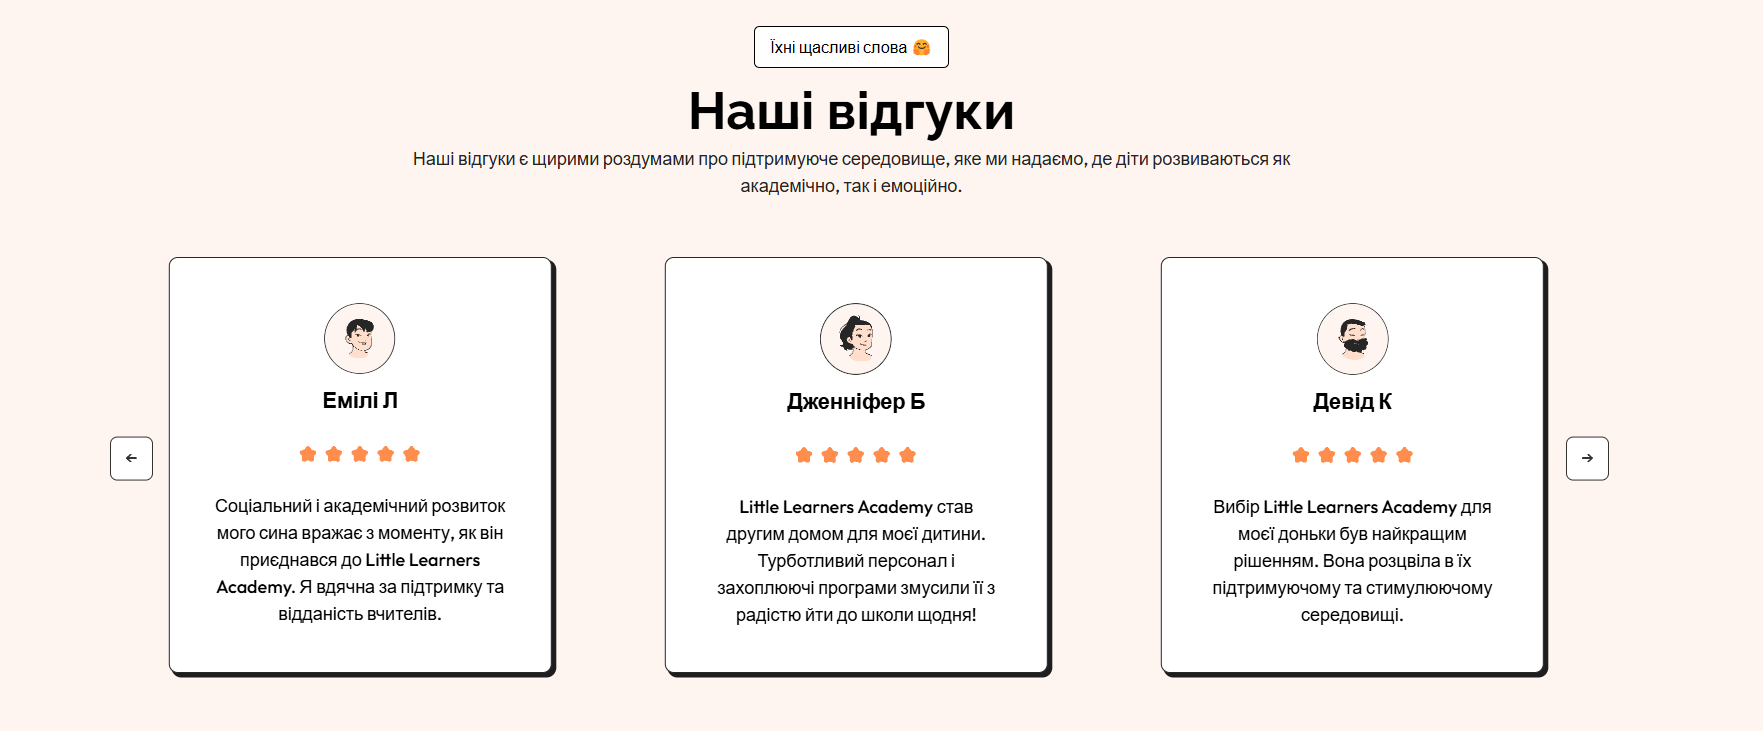 Їхні щасливі слова 🤗
Наші відгуки
Наші відгуки є щирими роздумами про підтримуюче середовище, яке ми надаємо, де діти розвиваються як
академічно, так і емоційно.
Емілі Л
Соціальний і академічний розвиток
мого сина вражає з моменту, як він
приєднався до Little Learners
Academy. Я вдячна за підтримку та
відданість вчителів.
Дженніфер Б
Little Learners Academy став
другим домом для моєї дитини.
Турботливий персонал і
захоплюючі програми змусили її з
радістю йти до школи щодня!
Девід К
Вибір Little Learners Academy для
моєї доньки був найкращим
рішенням. Вона розцвіла в їх
підтримуючому та стимулюючому
середовищі.